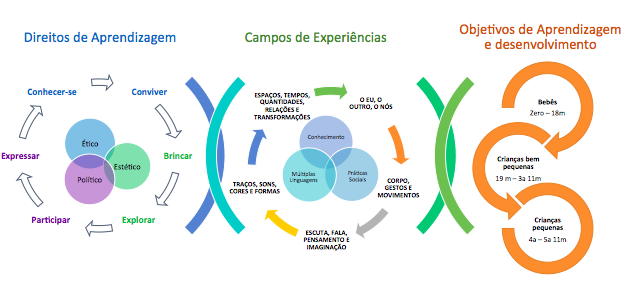 Direitos de Aprendizagem
Conhecer-se
Conviver
Expressar
Brincar
Participar
Explorar
Ético
Estético
Político
Campos de Experiências
ESPAÇOS, TEMPOS,
QUANTIDADES,
RELAÇÕES E
TRANSFORMAÇÕES
O EU, O
OUTRO, O NÓS
TRAÇOS, SONS,
CORES E FORMAS
CORPO,
GESTOS E
MOVIMENTOS
ESCUTA, FALA,
PENSAMENTO E
IMAGINAÇÃO
Conhecimento
Múltiplas
Linguagens
Práticas
Sociais
Objetivos de Aprendizagem
e desenvolvimento
Bebês
Zero – 18m
Crianças bem
pequenas
19 m – 3a 11m
Crianças
pequenas
4a – 5a 11m